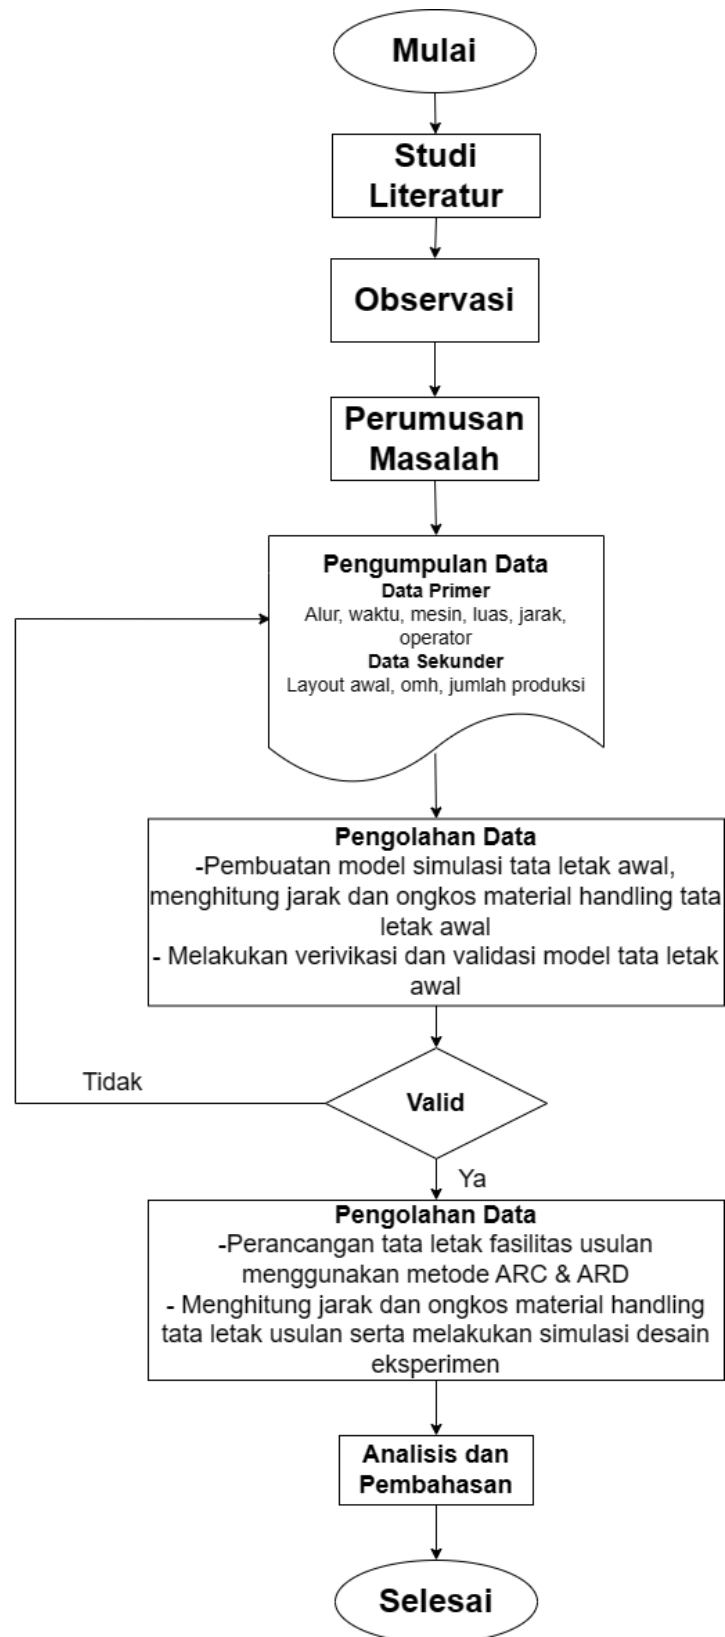 Mulai
Studi
Literatur
Observasi
Perumusan
Masalah
Pengumpulan Data
Data Primer
Alur, waktu, mesin, luas, jarak,
operator
Data Sekunder
Layout awal, omh, jumlah produksi
Pengolahan Data
-Pembuatan model simulasi tata letak awal,
menghitung jarak dan ongkos material handling tata
letak awal
- Melakukan verivikasi dan validasi model tata letak
awal
Tidak
Valid
Ya
Pengolahan Data
-Perancangan tata letak fasilitas usulan
menggunakan metode ARC & ARD
- Menghitung jarak dan ongkos material handling
tata letak usulan serta melakukan simulasi desain
eksperimen
Analisis dan
Pembahasan
Selesai